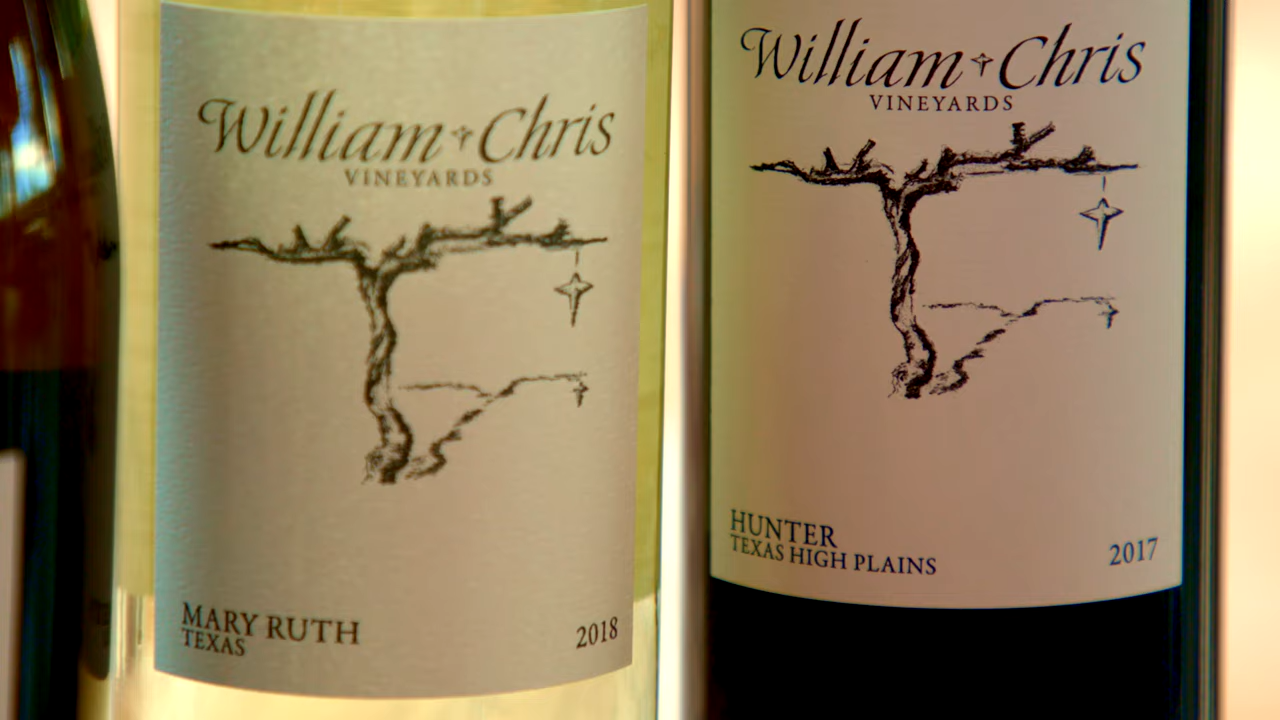 William Chris
VINEYARDS
MARY RUTH
TEXAS
2018
William Chris
VINEYARDS
HUNTER
TEXAS HIGH PLAINS
2017